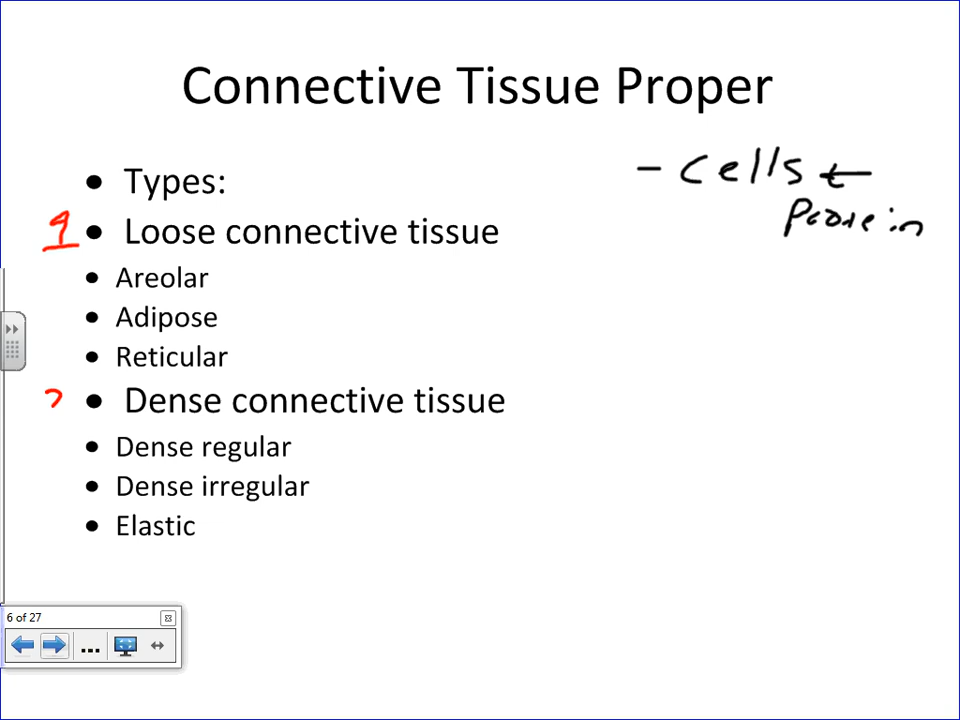 Connective Tissue Proper
• Types:
1 • Loose connective tissue
• Areolar
• Adipose
• Reticular
2 • Dense connective tissue
• Dense regular
• Dense irregular
• Elastic
- Cells ←
Protein
6 of 27
...